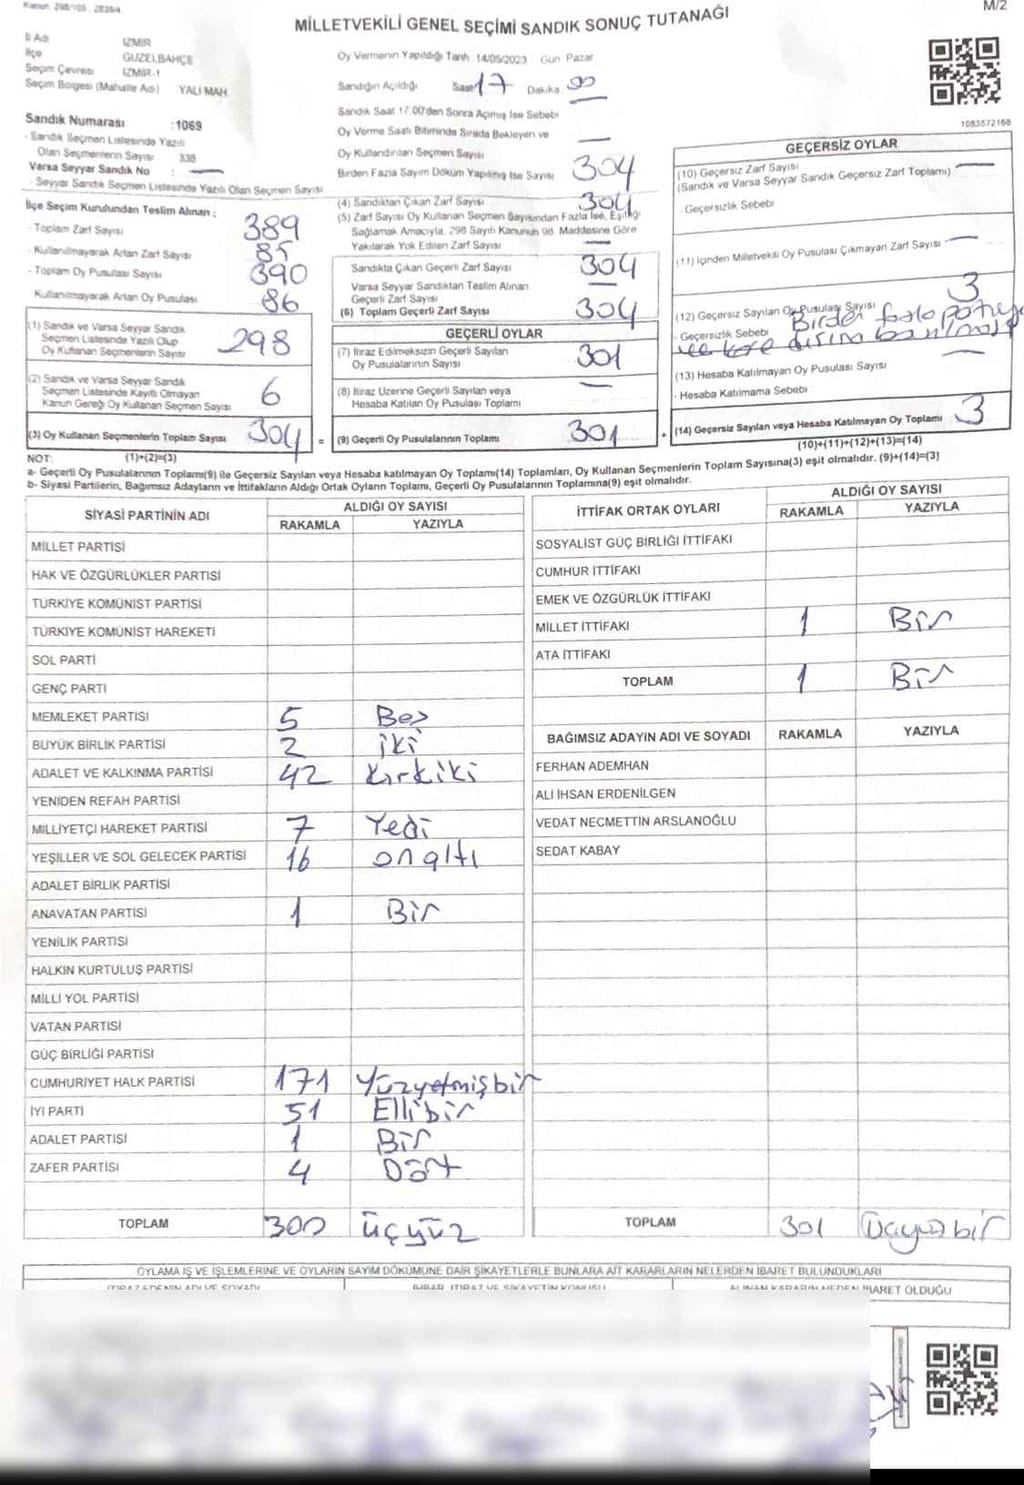 Kanun: 298/105 . 2839/4
M/2
MİLLETVEKİLİ GENEL SEÇİMİ SANDIK SONUÇ TUTANAĞI
İl Adı İZMİR
İlçe GÜZELBAHÇE
Seçim Çevresi İZMİR-1
Seçim Bölgesi (Mahalle Adı) YALI MAH.
Sandık Numarası :1069
- Sandık Seçmen Listesinde Yazılı
Olan Seçmenlerin Sayısı 338
Varsa Seyyar Sandık No : —
- Seyyar Sandık Seçmen Listesinde Yazılı Olan Seçmen Sayısı
Oy Vermenin Yapıldığı Tarih 14/05/2023 Gün Pazar
Sandığın Açıldığı Saat 17 Dakika 00
Sandık Saat 17.00'den Sonra Açılmış İse Sebebi
Oy Verme Saati Bitiminde Sırada Bekleyen ve
Oy Kullandırılan Seçmen Sayısı —
Birden Fazla Sayım Döküm Yapılmış İse Sayısı 304
1083572168
İlçe Seçim Kurulundan Teslim Alınan ;
- Toplam Zarf Sayısı 389
- Kullanılmayarak Artan Zarf Sayısı 85
- Toplam Oy Pusulası Sayısı 390
Kullanılmayarak Artan Oy Pusulası 86
(1) Sandık ve Varsa Seyyar Sandık
Seçmen Listesinde Yazılı Olup
Oy Kullanan Seçmenlerin Sayısı 298
(2) Sandık ve Varsa Seyyar Sandık
Seçmen Listesinde Kayıtlı Olmayan
Kanun Gereği Oy Kullanan Seçmen Sayısı 6
(3) Oy Kullanan Seçmenlerin Toplam Sayısı 304 =
(4) Sandıktan Çıkan Zarf Sayısı 304
(5) Zarf Sayısı Oy Kullanan Seçmen Sayısından Fazla İse, Eşitliği
Sağlamak Amacıyla, 298 Sayılı Kanunun 98. Maddesine Göre
Yakılarak Yok Edilen Zarf Sayısı —
Sandıkta Çıkan Geçerli Zarf Sayısı 304
Varsa Seyyar Sandıktan Teslim Alınan
Geçerli Zarf Sayısı —
(6) Toplam Geçerli Zarf Sayısı 304
GEÇERLİ OYLAR
(7) İtiraz Edilmeksizin Geçerli Sayılan
Oy Pusulalarının Sayısı 301
(8) İtiraz Üzerine Geçerli Sayılan veya
Hesaba Katılan Oy Pusulası Toplamı —
(9) Geçerli Oy Pusulalarının Toplamı 301 +
GEÇERSİZ OYLAR
(10) Geçersiz Zarf Sayısı —
(Sandık ve Varsa Seyyar Sandık Geçersiz Zarf Toplamı)
- Geçersizlik Sebebi
(11) İçinden Milletvekili Oy Pusulası Çıkmayan Zarf Sayısı —
(12) Geçersiz Sayılan Oy Pusulası Sayısı 3
- Geçersizlik Sebebi Birden fazla partiye
ve kare dışına basılması
(13) Hesaba Katılmayan Oy Pusulası Sayısı —
- Hesaba Katılmama Sebebi
(14) Geçersiz Sayılan veya Hesaba Katılmayan Oy Toplamı 3
NOT: (1)+(2)=(3)
(10)+(11)+(12)+(13)=(14)
a- Geçerli Oy Pusulalarının Toplamı(9) ile Geçersiz Sayılan veya Hesaba katılmayan Oy Toplam(14) Toplamları, Oy Kullanan Seçmenlerin Toplam Sayısına(3) eşit olmalıdır. (9)+(14)=(3)
b- Siyasi Partilerin, Bağımsız Adayların ve İttifakların Aldığı Ortak Oyların Toplamı, Geçerli Oy Pusulalarının Toplamına(9) eşit olmalıdır.
SİYASİ PARTİNİN ADI ALDIĞI OY SAYISI
RAKAMLA YAZIYLA
MİLLET PARTİSİ
HAK VE ÖZGÜRLÜKLER PARTİSİ
TÜRKİYE KOMÜNİST PARTİSİ
TÜRKİYE KOMÜNİST HAREKETİ
SOL PARTİ
GENÇ PARTİ
MEMLEKET PARTİSİ 5 Beş
BÜYÜK BİRLİK PARTİSİ 2 iki
ADALET VE KALKINMA PARTİSİ 42 Kırkiki
YENİDEN REFAH PARTİSİ
MİLLİYETÇİ HAREKET PARTİSİ 7 Yedi
YEŞİLLER VE SOL GELECEK PARTİSİ 16 onaltı
ADALET BİRLİK PARTİSİ
ANAVATAN PARTİSİ 1 Bir
YENİLİK PARTİSİ
HALKIN KURTULUŞ PARTİSİ
MİLLİ YOL PARTİSİ
VATAN PARTİSİ
GÜÇ BİRLİĞİ PARTİSİ
CUMHURİYET HALK PARTİSİ 171 Yüzyetmişbir
İYİ PARTİ 51 Ellibir
ADALET PARTİSİ 1 Bir
ZAFER PARTİSİ 4 Dört
TOPLAM 300 üçyüz
İTTİFAK ORTAK OYLARI ALDIĞI OY SAYISI
RAKAMLA YAZIYLA
SOSYALİST GÜÇ BİRLİĞİ İTTİFAKI
CUMHUR İTTİFAKI
EMEK VE ÖZGÜRLÜK İTTİFAKI
MİLLET İTTİFAKI 1 Bir
ATA İTTİFAKI
TOPLAM 1 Bir
BAĞIMSIZ ADAYIN ADI VE SOYADI RAKAMLA YAZIYLA
FERHAN ADEMHAN
ALİ İHSAN ERDENİLGEN
VEDAT NECMETTİN ARSLANOĞLU
SEDAT KABAY
TOPLAM 301 Üçyüzbir
OYLAMA İŞ VE İŞLEMLERİNE VE OYLARIN SAYIM DÖKÜMÜNE DAİR ŞİKAYETLERLE BUNLARA AİT KARARLARIN NELERDEN İBARET BULUNDUKLARI
İTİRAZ EDENİN ADI VE SOYADI İHBAR, İTİRAZ VE ŞİKAYETİN KONUSU ALINAN KARARIN NEDEN İBARET OLDUĞU